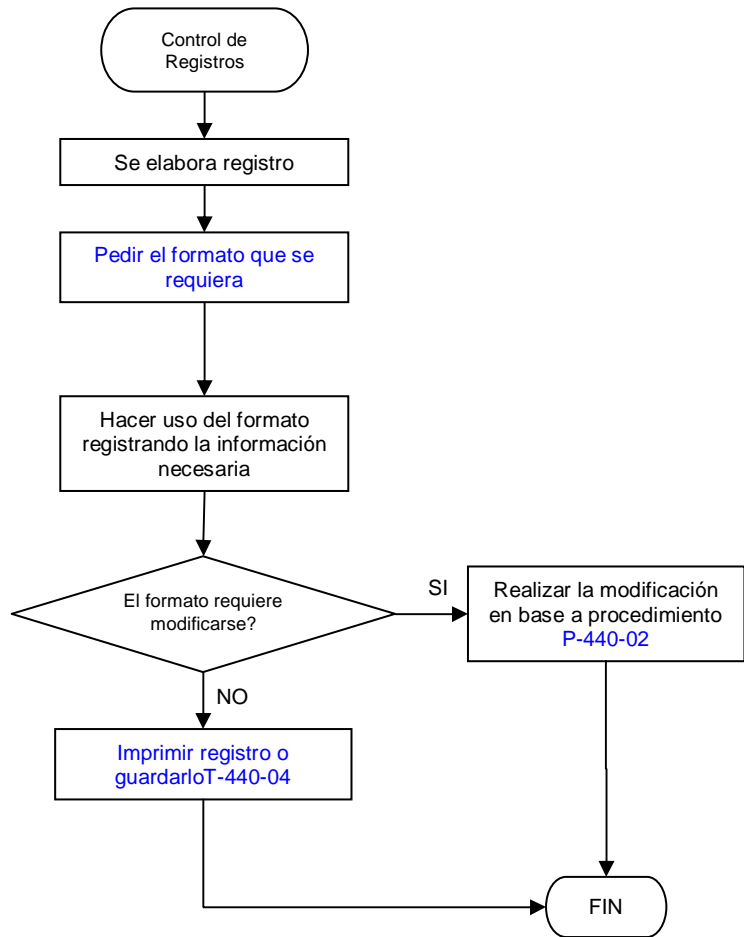 Control de
Registros
Se elabora registro
Pedir el formato que se
requiera
Hacer uso del formato
registrando la información
necesaria
El formato requiere
modificarse?
SI
Realizar la modificación
en base a procedimiento
P-440-02
NO
Imprimir registro o
guardarloT-440-04
FIN